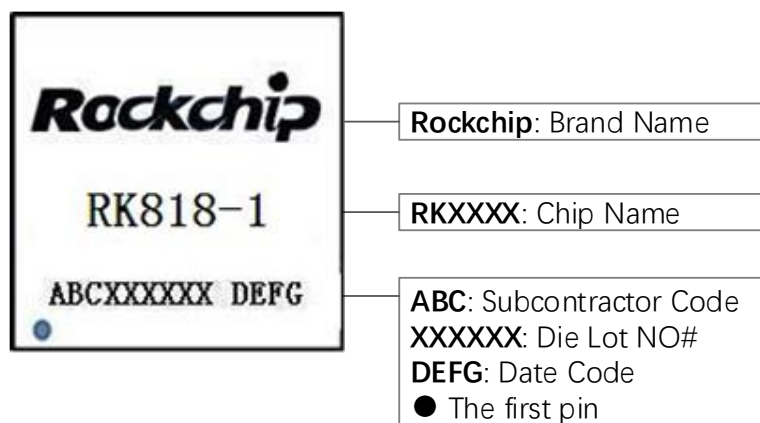 Rockchip
RK818-1
ABCXXXXXX DEFG
Rockchip: Brand Name
RKXXXX: Chip Name
ABC: Subcontractor Code
XXXXXX: Die Lot NO#
DEFG: Date Code
● The first pin